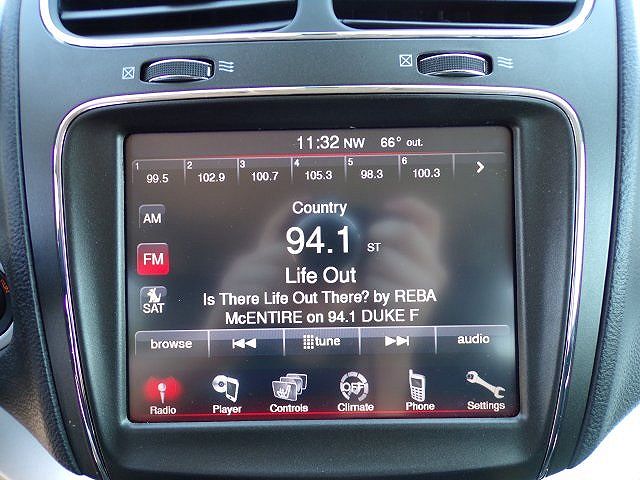 11:32 NW 66° out.
1 2 3 4 5 6
99.5 102.9 100.7 105.3 98.3 100.3
AM
Country
94.1 ST
FM
Life Out
Is There Life Out There? by REBA
McENTIRE on 94.1 DUKE F
SAT
browse tune audio
OFF
Radio Player Controls Climate Phone Settings